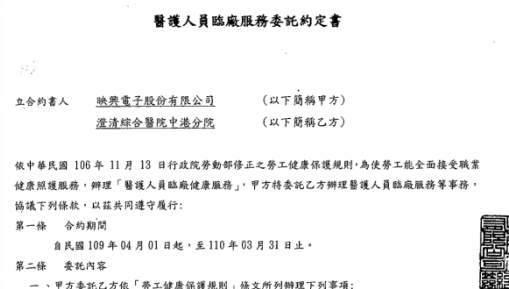 醫護人員臨廠服務委託約定書
立合約書人 映興電子股份有限公司 (以下簡稱甲方)
澄清綜合醫院中港分院 (以下簡稱乙方)
依中華民國 106 年 11 月 13 日行政院勞動部修正之勞工健康保護規則,為使勞工能全面接受職業
健康照護服務,辦理「醫護人員臨廠健康服務」,甲方特委託乙方辦理醫護人員臨廠服務等事務,
協議下列條款,以茲共同遵守履行:
第一條 合約期間
自民國 109 年 04 月 01 日起,至 110 年 03 月 31 日止。
第二條 委託內容
一、甲方委託乙方依「勞工健康保護規則」條文所列辦理下列事項: